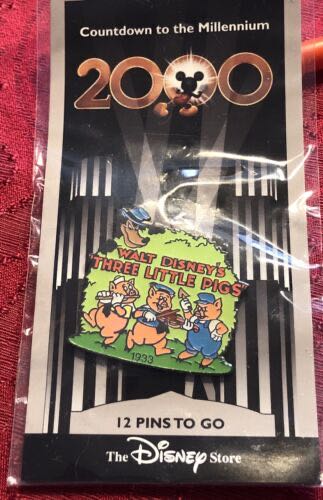 Countdown to the Millennium
2000
WALT DISNEY'S
"THREE LITTLE PIGS"
1933
12 PINS TO GO
The Disney Store